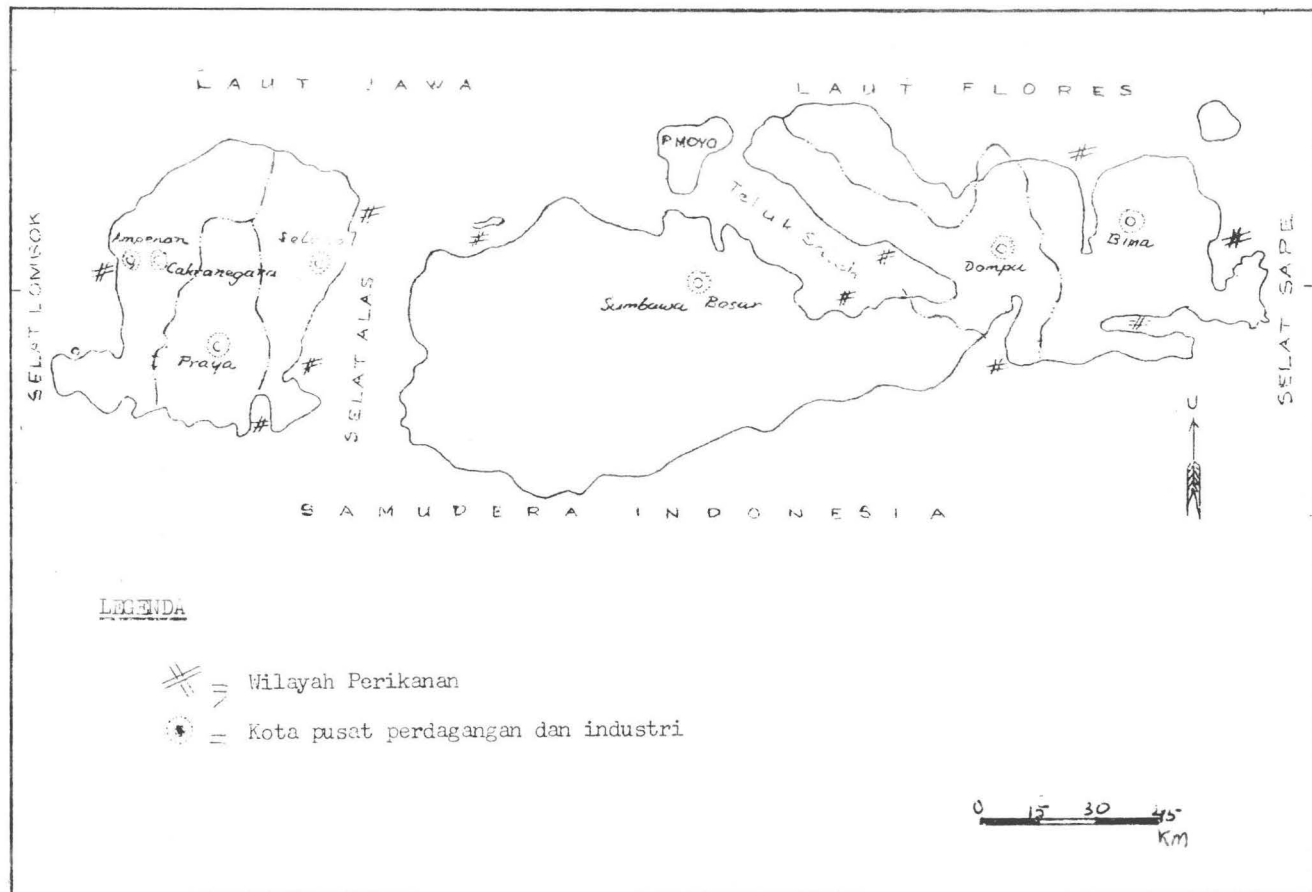 LAUT JAWA
LAUT FLORES
P. MOYO
Teluk Saleh
SELAT LOMBOK
Ampenan
Cakranegara
Selong
Praya
SELAT ALAS
Sumbawa Besar
Dompu
Bima
SELAT SAPE
U
SAMUDERA INDONESIA
LEGENDA
= Wilayah Perikanan
= Kota pusat perdagangan dan industri
0 15 30 45
Km